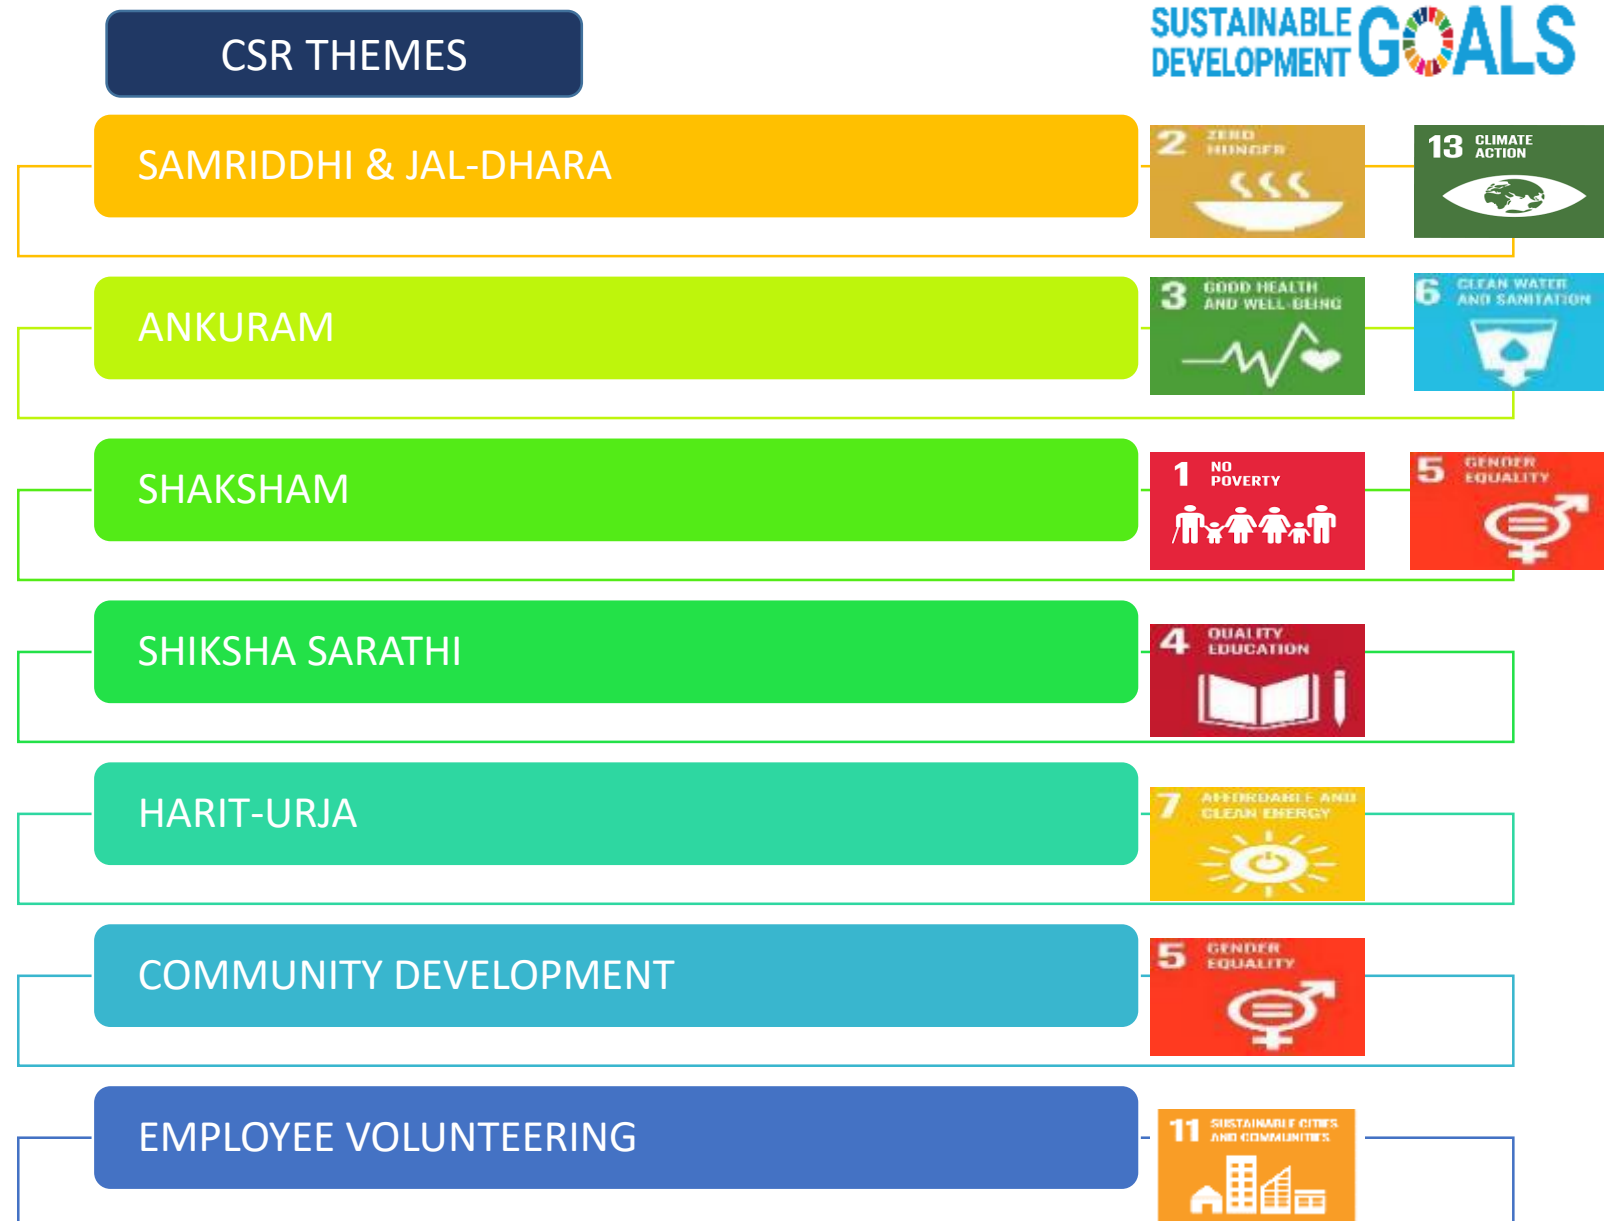 CSR THEMES
SUSTAINABLE
DEVELOPMENT GOALS
SAMRIDDHI & JAL-DHARA
2 ZERO
HUNGER
13 CLIMATE
ACTION
ANKURAM
3 GOOD HEALTH
AND WELL-BEING
6 CLEAN WATER
AND SANITATION
SHAKSHAM
1 NO
POVERTY
5 GENDER
EQUALITY
SHIKSHA SARATHI
4 QUALITY
EDUCATION
HARIT-URJA
7 AFFORDABLE AND
CLEAN ENERGY
COMMUNITY DEVELOPMENT
5 GENDER
EQUALITY
EMPLOYEE VOLUNTEERING
11 SUSTAINABLE CITIES
AND COMMUNITIES